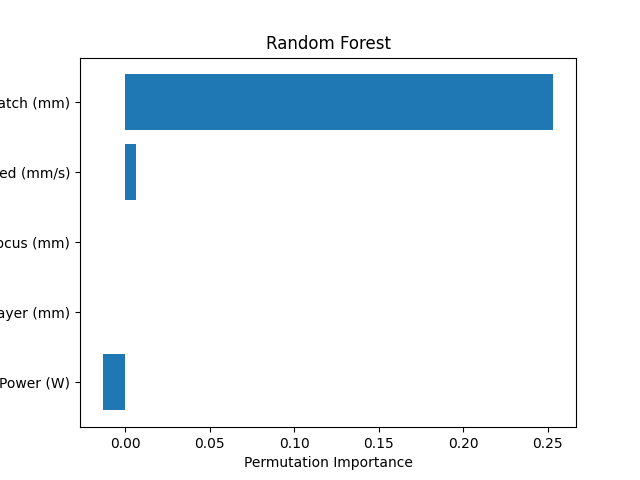 Random Forest
atch (mm)
ed (mm/s)
ocus (mm)
ayer (mm)
Power (W)
0.00 0.05 0.10 0.15 0.20 0.25
Permutation Importance